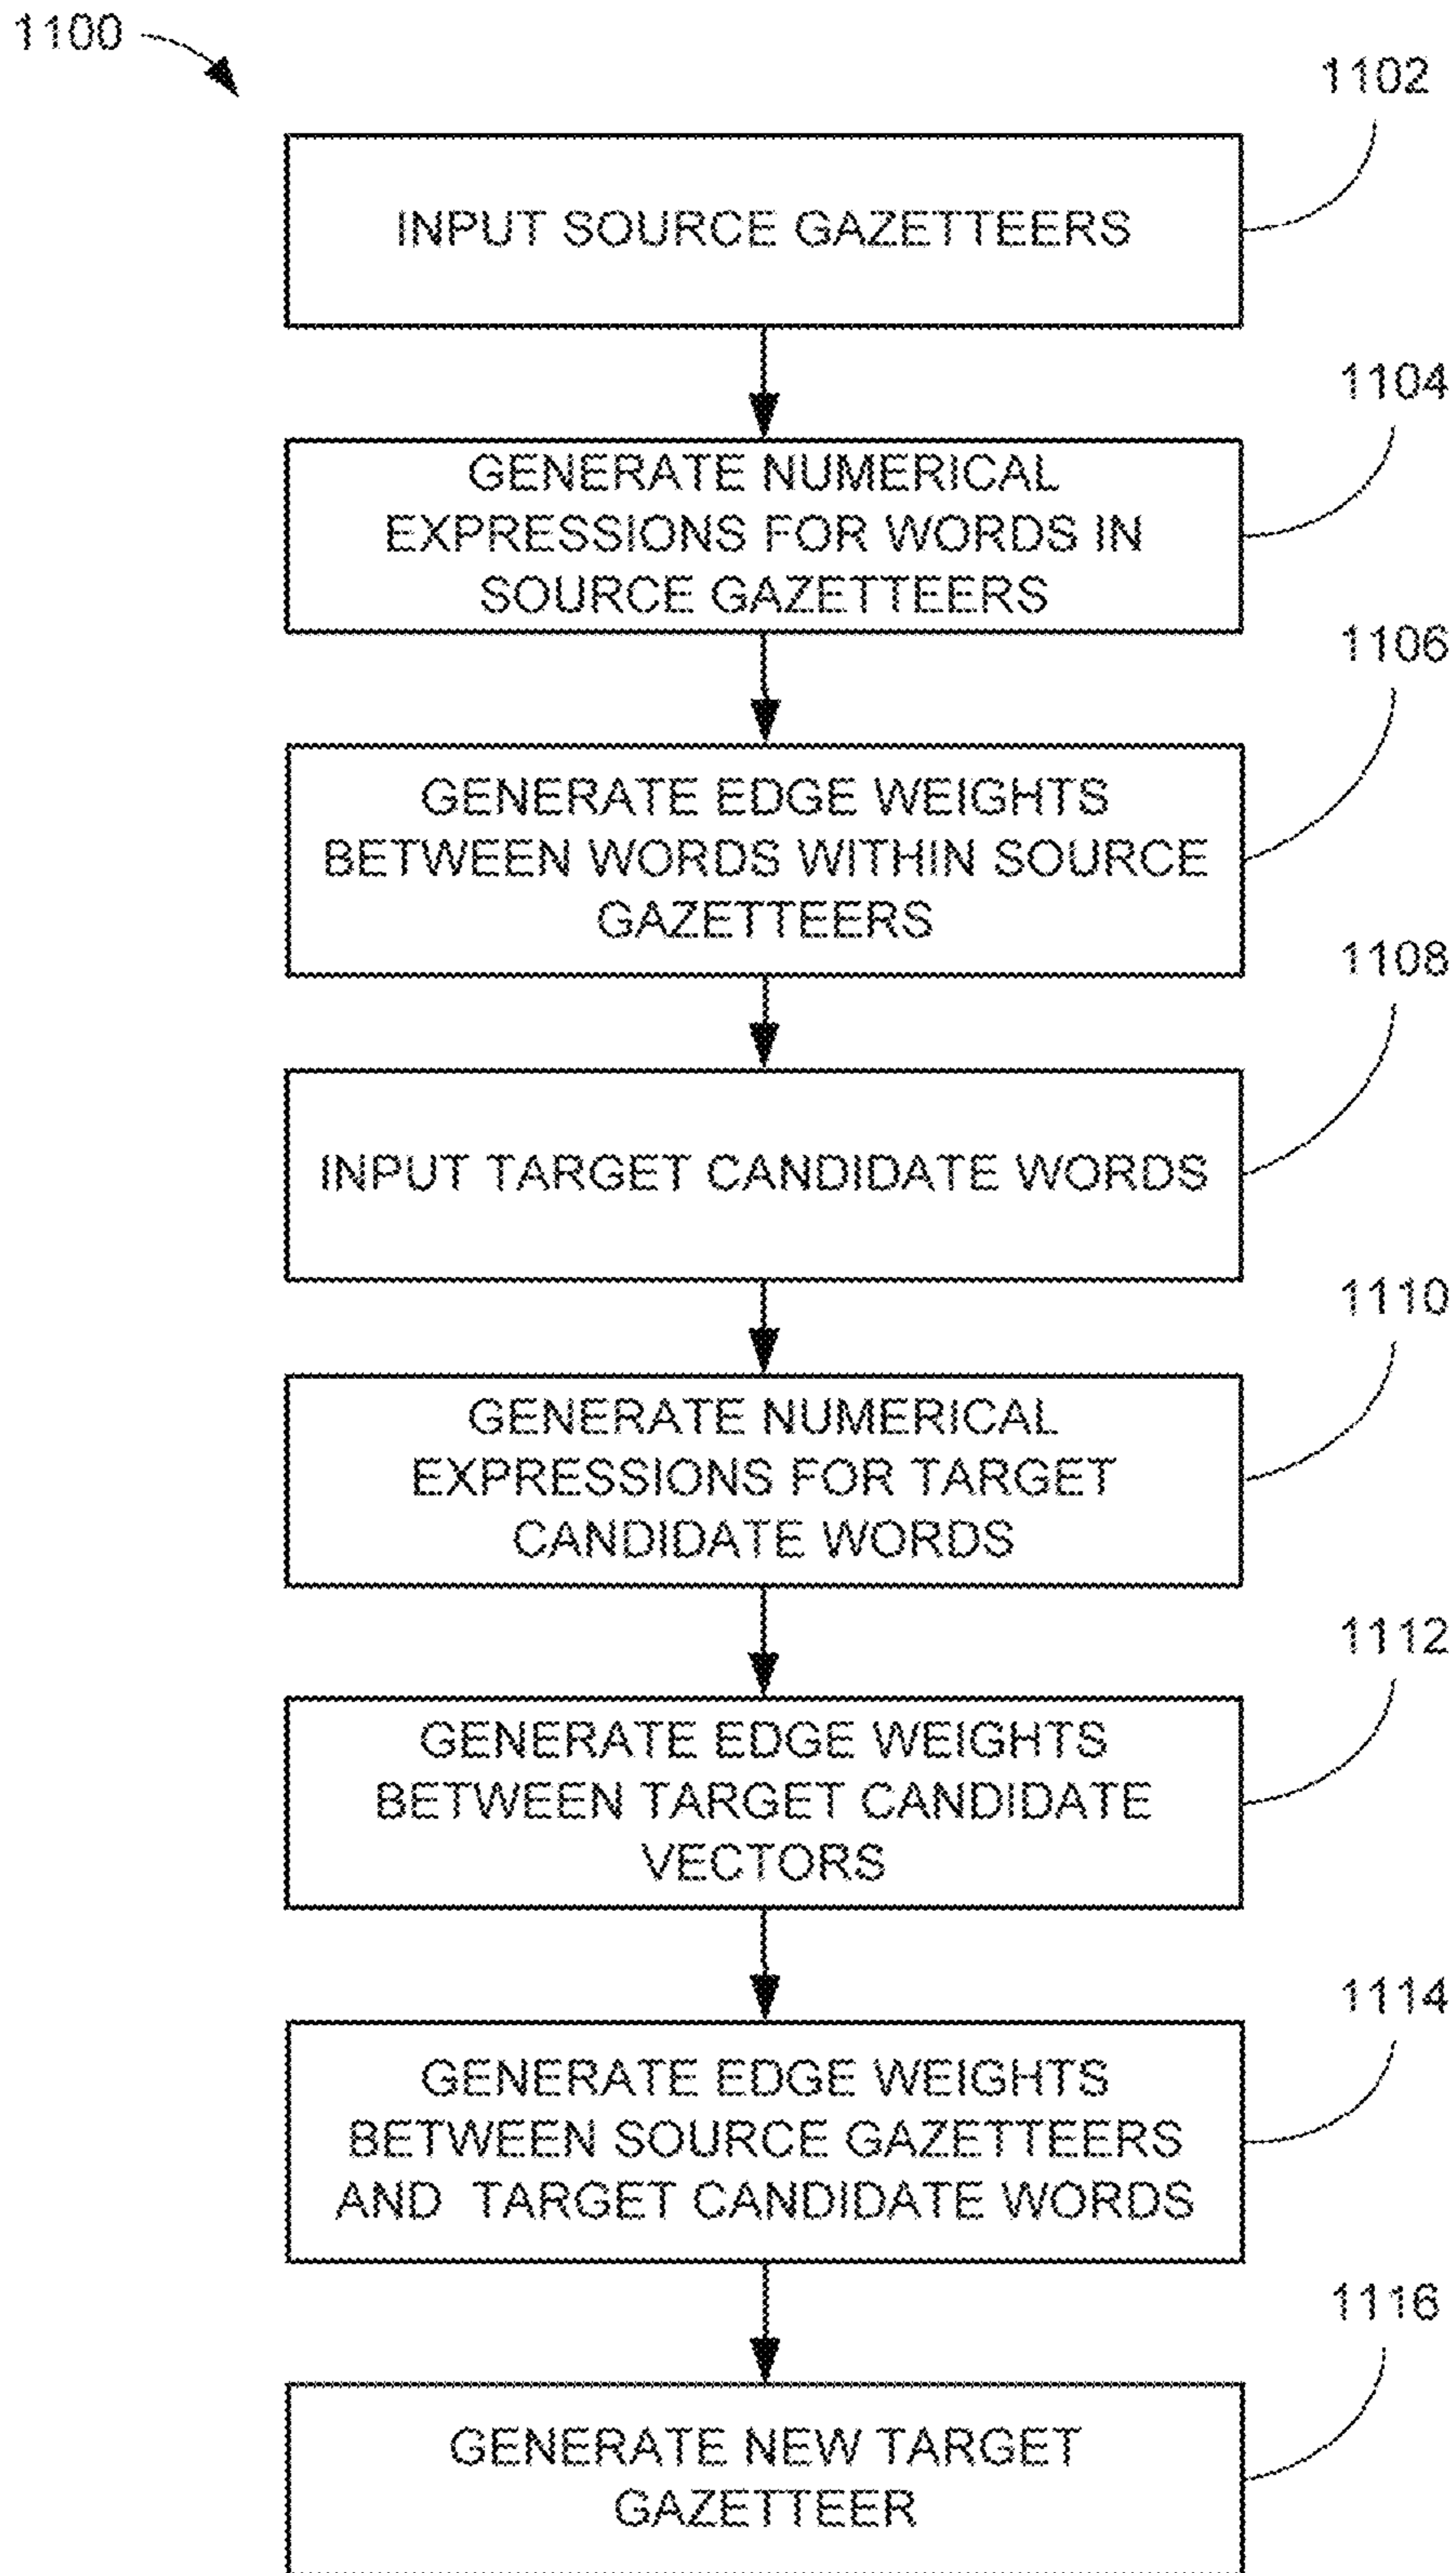 1100
1102
INPUT SOURCE GAZETTEERS
1104
GENERATE NUMERICAL
EXPRESSIONS FOR WORDS IN
SOURCE GAZETTEERS
1106
GENERATE EDGE WEIGHTS
BETWEEN WORDS WITHIN SOURCE
GAZETTEERS
1108
INPUT TARGET CANDIDATE WORDS
1110
GENERATE NUMERICAL
EXPRESSIONS FOR TARGET
CANDIDATE WORDS
1112
GENERATE EDGE WEIGHTS
BETWEEN TARGET CANDIDATE
VECTORS
1114
GENERATE EDGE WEIGHTS
BETWEEN SOURCE GAZETTEERS
AND TARGET CANDIDATE WORDS
1116
GENERATE NEW TARGET
GAZETTEER